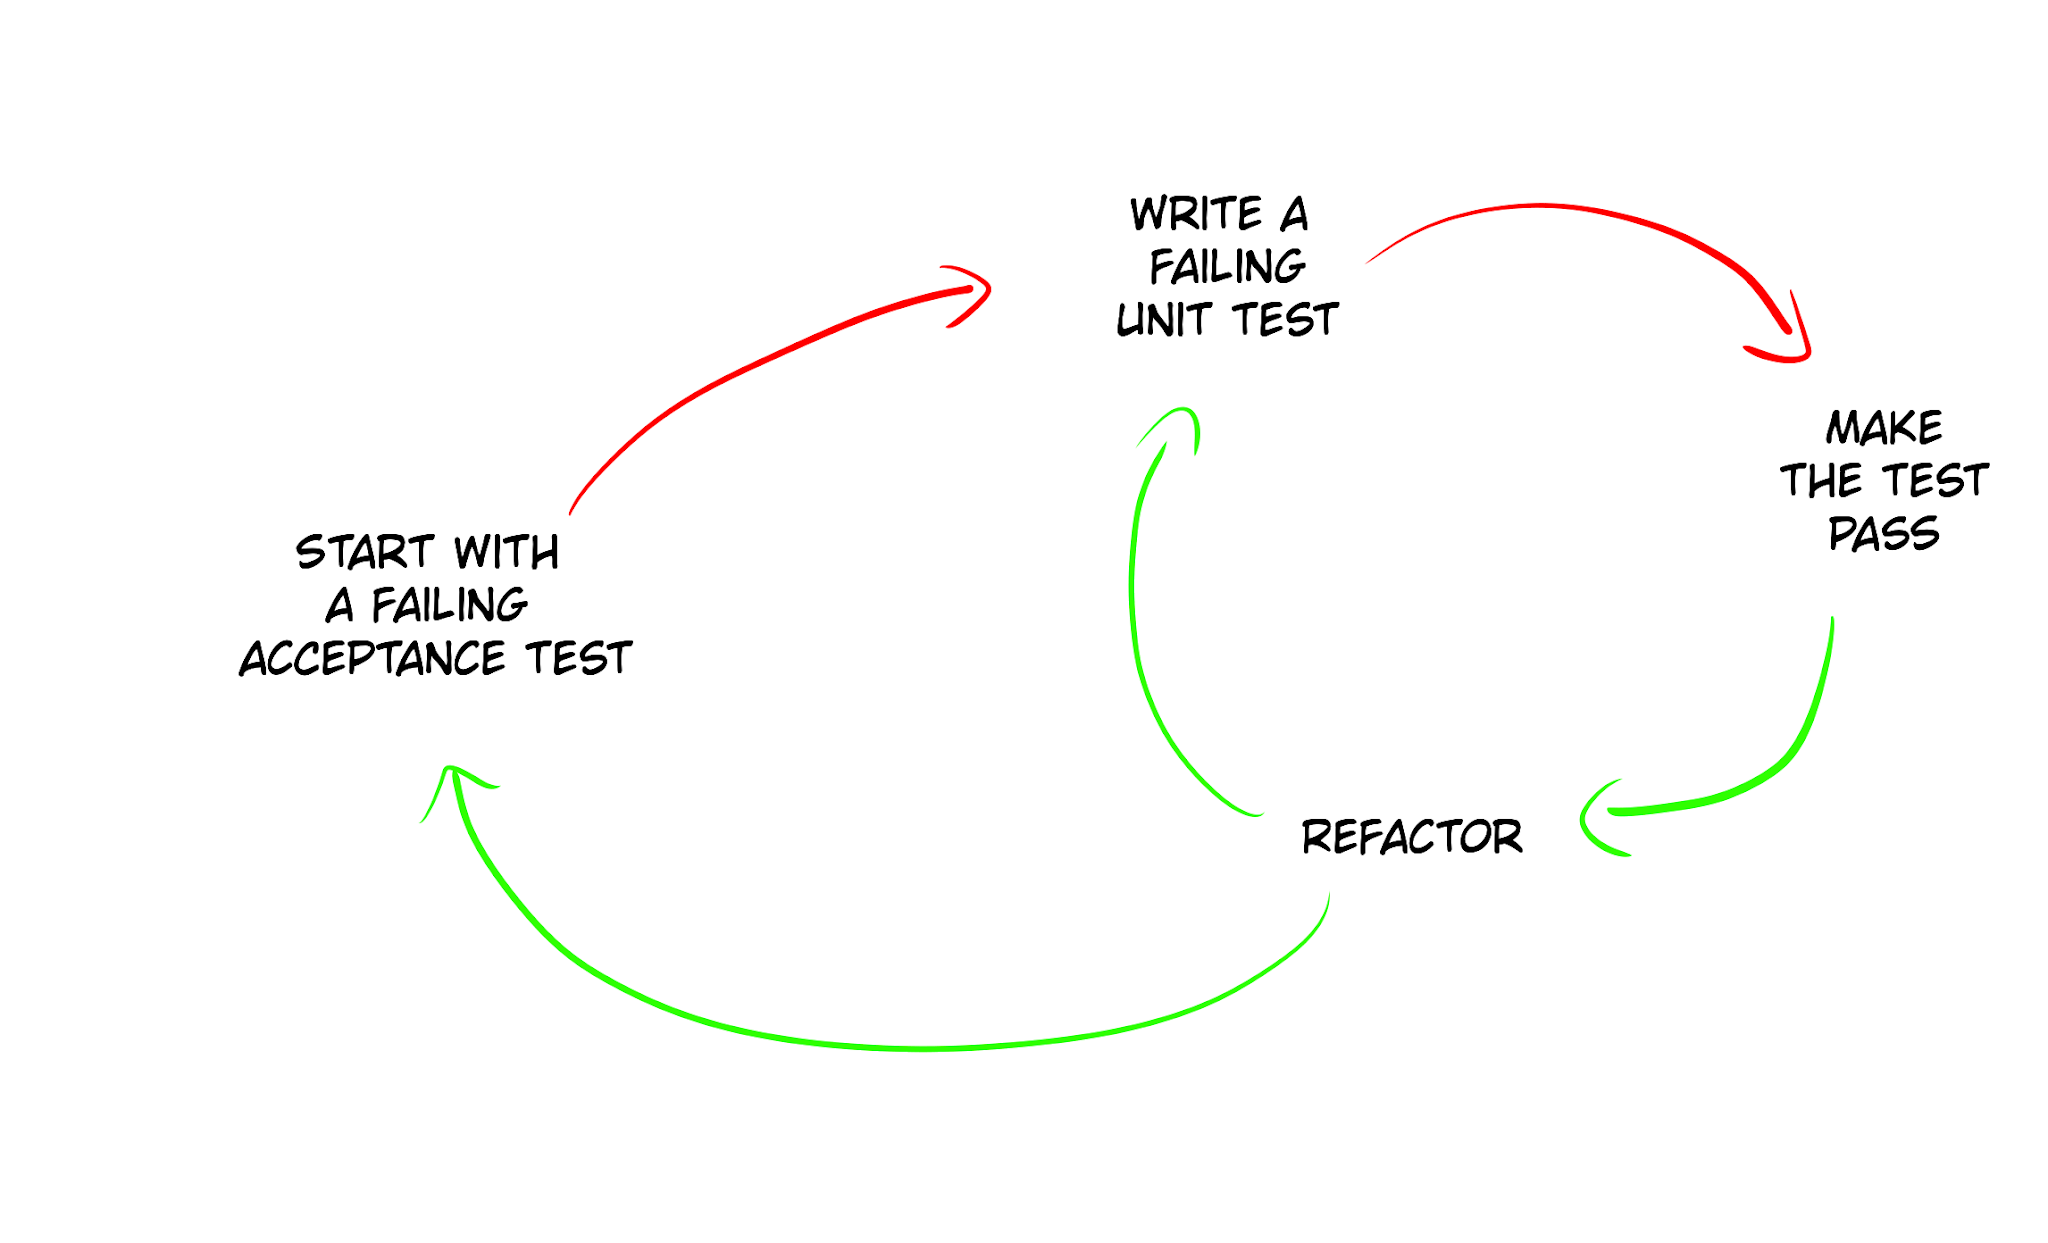 WRITE A
FAILING
UNIT TEST
MAKE
THE TEST
PASS
START WITH
A FAILING
ACCEPTANCE TEST
REFACTOR